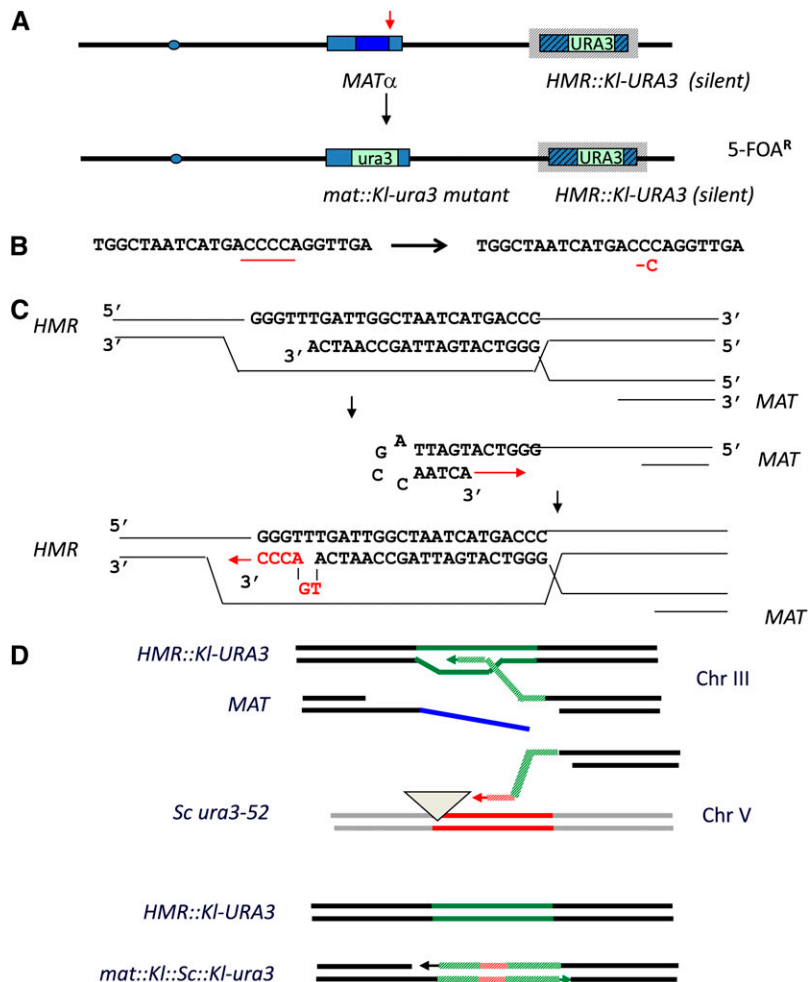 A
URA3
MATα
HMR::Kl-URA3 (silent)
ura3
URA3
5-FOAR
mat::Kl-ura3 mutant
HMR::Kl-URA3 (silent)
B
TGGCTAATCATGACCCCAGGTTGA
TGGCTAATCATGACCCAGGTTGA
-C
C
HMR
5′
GGGTTTGATTGGCTAATCATGACCC
3′
3′
3′ACTAACCGATTAGTACTGGG
5′
5′
3′
MAT
A
G
TTAGTACTGGG
5′
C
C
AATCA
3′
MAT
5′
HMR
GGGTTTGATTGGCTAATCATGACCC
3′
CCCA
ACTAACCGATTAGTACTGGG
3′
GT
MAT
D
HMR::Kl-URA3
Chr III
MAT
Sc ura3-52
Chr V
HMR::Kl-URA3
mat::Kl::Sc::Kl-ura3